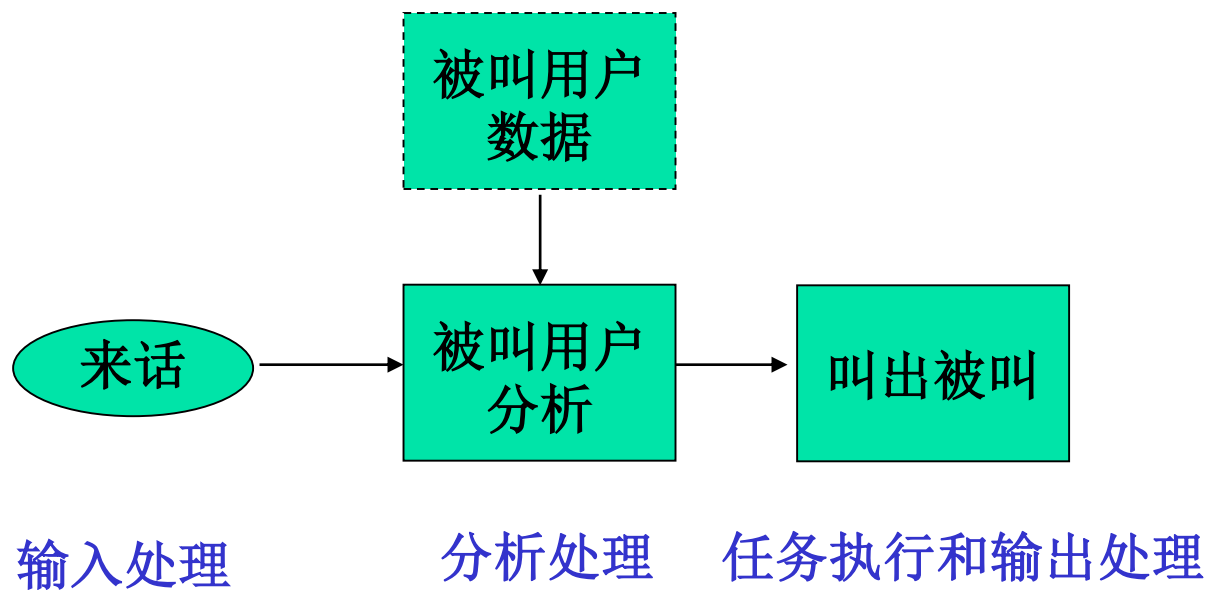 被叫用户
数据
来话
被叫用户
分析
叫出被叫
输入处理
分析处理
任务执行和输出处理